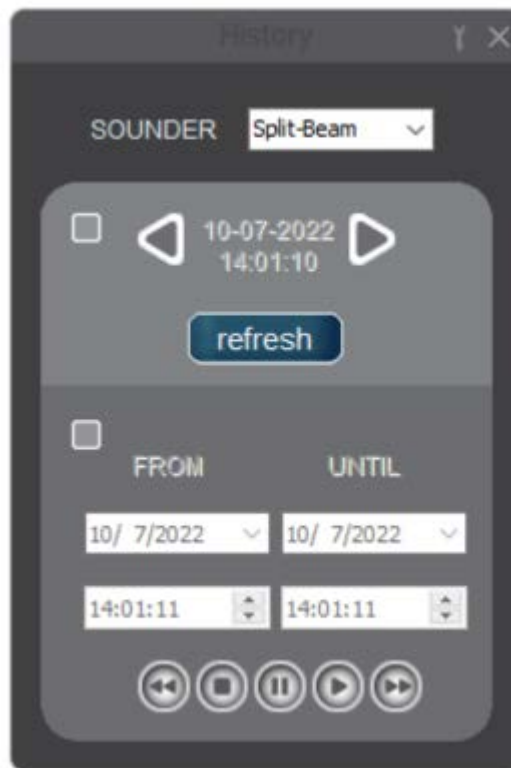 History
SOUNDER Split-Beam
10-07-2022
14:01:10
refresh
FROM UNTIL
10/ 7/2022 10/ 7/2022
14:01:11 14:01:11